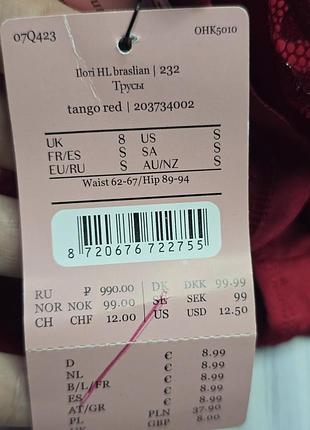 07Q423 OHK5010
Ilori HL braslian | 232
Трусы
tango red | 203734002
UK 8 US S
FR/ES S SA S
EU/RU S AU/NZ S
Waist 62-67/Hip 89-94
8 720676 722755
RU ₽ 990.00 DK DKK 99.99
NOR NOK 99.00 SE SEK 99
CH CHF 12.00 US USD 12.50
D € 8.99
NL € 8.99
B/L/FR € 8.99
ES € 8.99
AT/GR € 8.99
PL PLN 37.90
UK GBP 8.00